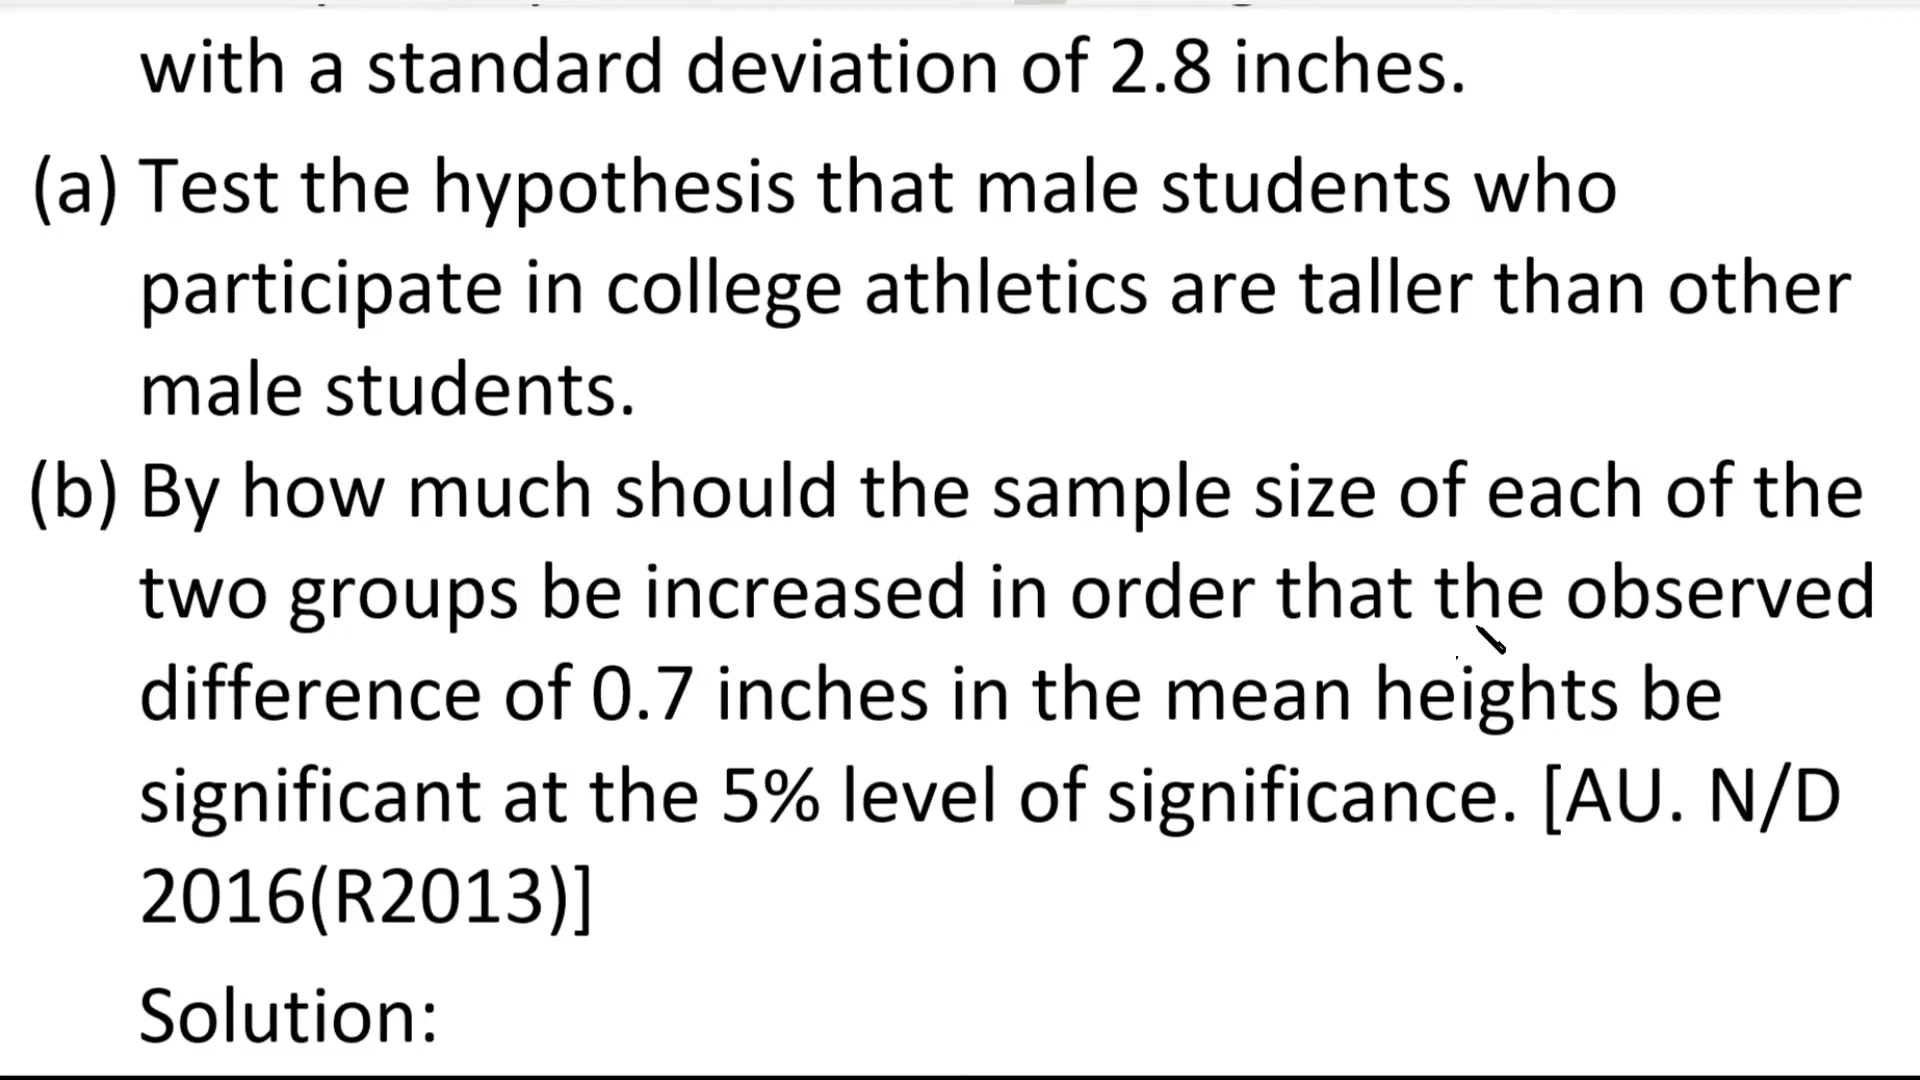 with a standard deviation of 2.8 inches.
(a) Test the hypothesis that male students who
participate in college athletics are taller than other
male students.
(b) By how much should the sample size of each of the
two groups be increased in order that the observed
difference of 0.7 inches in the mean heights be
significant at the 5% level of significance. [AU. N/D
2016(R2013)]
Solution: